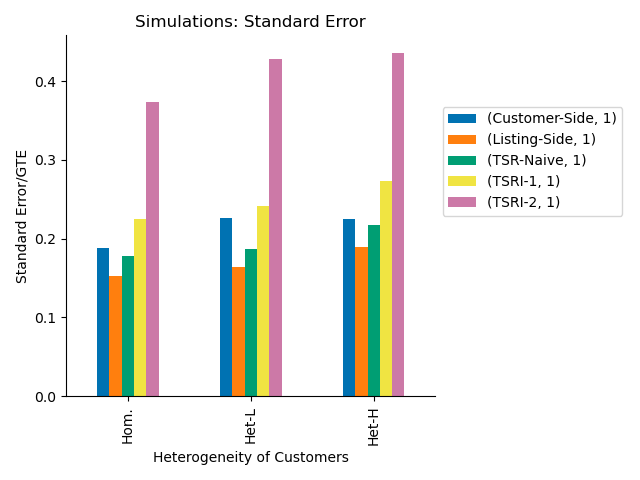 Simulations: Standard Error
Standard Error/GTE
0.4
0.3
0.2
0.1
0.0
Hom.
Het-L
Het-H
Heterogeneity of Customers
(Customer-Side, 1)
(Listing-Side, 1)
(TSR-Naive, 1)
(TSRI-1, 1)
(TSRI-2, 1)